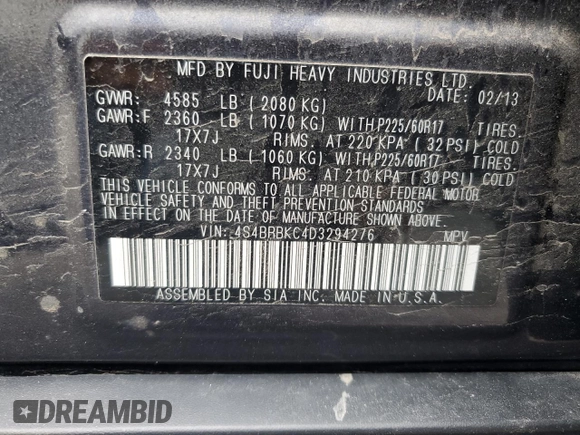 MFD BY FUJI HEAVY INDUSTRIES LTD.
GVWR: 4585 LB (2080 KG) DATE: 02/13
GAWR:F 2360 LB (1070 KG) WITH P225/60R17 TIRES.
17X7J RIMS. AT 220 KPA (32 PSI) COLD
GAWR:R 2340 LB (1060 KG) WITH P225/60R17 TIRES.
17X7J RIMS. AT 210 KPA (30 PSI) COLD
THIS VEHICLE CONFORMS TO ALL APPLICABLE FEDERAL MOTOR
VEHICLE SAFETY AND THEFT PREVENTION STANDARDS
IN EFFECT ON THE DATE OF MANUFACTURE SHOWN ABOVE.
VIN: 4S4BRBKC4D3294276 MPV
ASSEMBLED BY SIA INC. MADE IN U.S.A.
DREAMBID